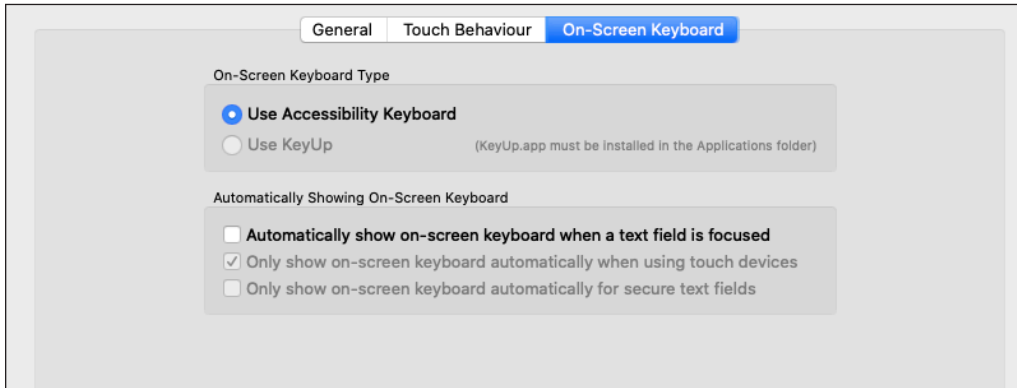 General Touch Behaviour On-Screen Keyboard
On-Screen Keyboard Type
Use Accessibility Keyboard
Use KeyUp (KeyUp.app must be installed in the Applications folder)
Automatically Showing On-Screen Keyboard
Automatically show on-screen keyboard when a text field is focused
Only show on-screen keyboard automatically when using touch devices
Only show on-screen keyboard automatically for secure text fields